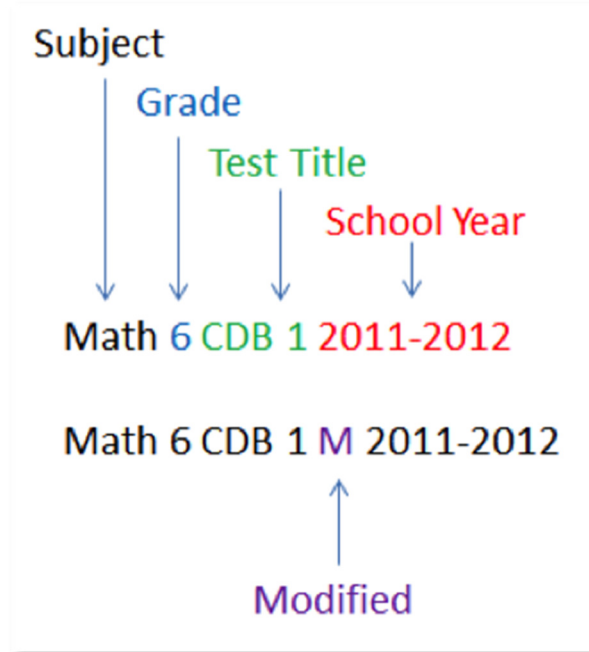 Subject
Grade
Test Title
School Year
Math 6 CDB 1 2011-2012
Math 6 CDB 1 M 2011-2012
Modified